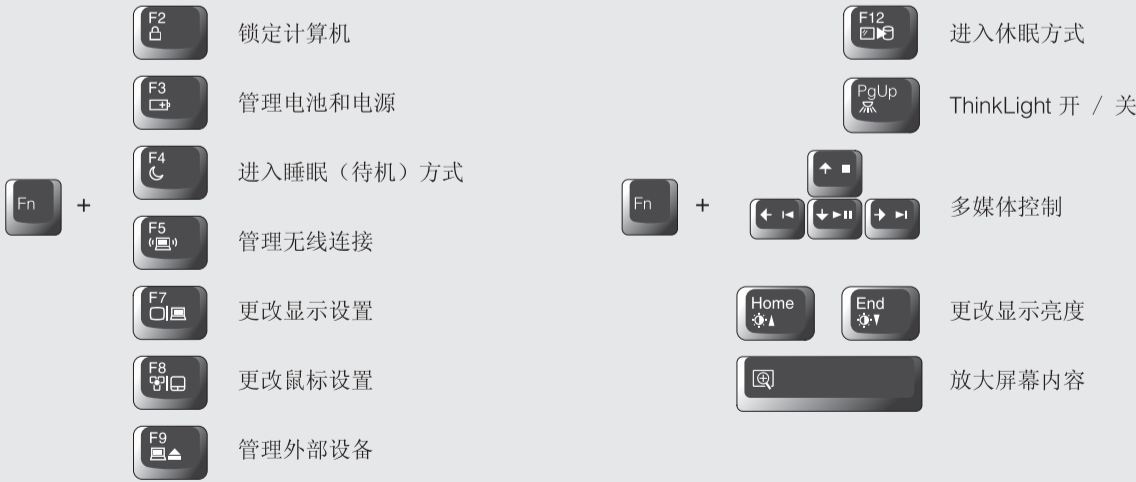 F2 锁定计算机
F3 管理电池和电源
F4 进入睡眠（待机）方式
Fn +
F5 管理无线连接
F7 更改显示设置
F8 更改鼠标设置
F9 管理外部设备
F12 进入休眠方式
PgUp ThinkLight 开 / 关
Fn + 多媒体控制
Home End 更改显示亮度
放大屏幕内容